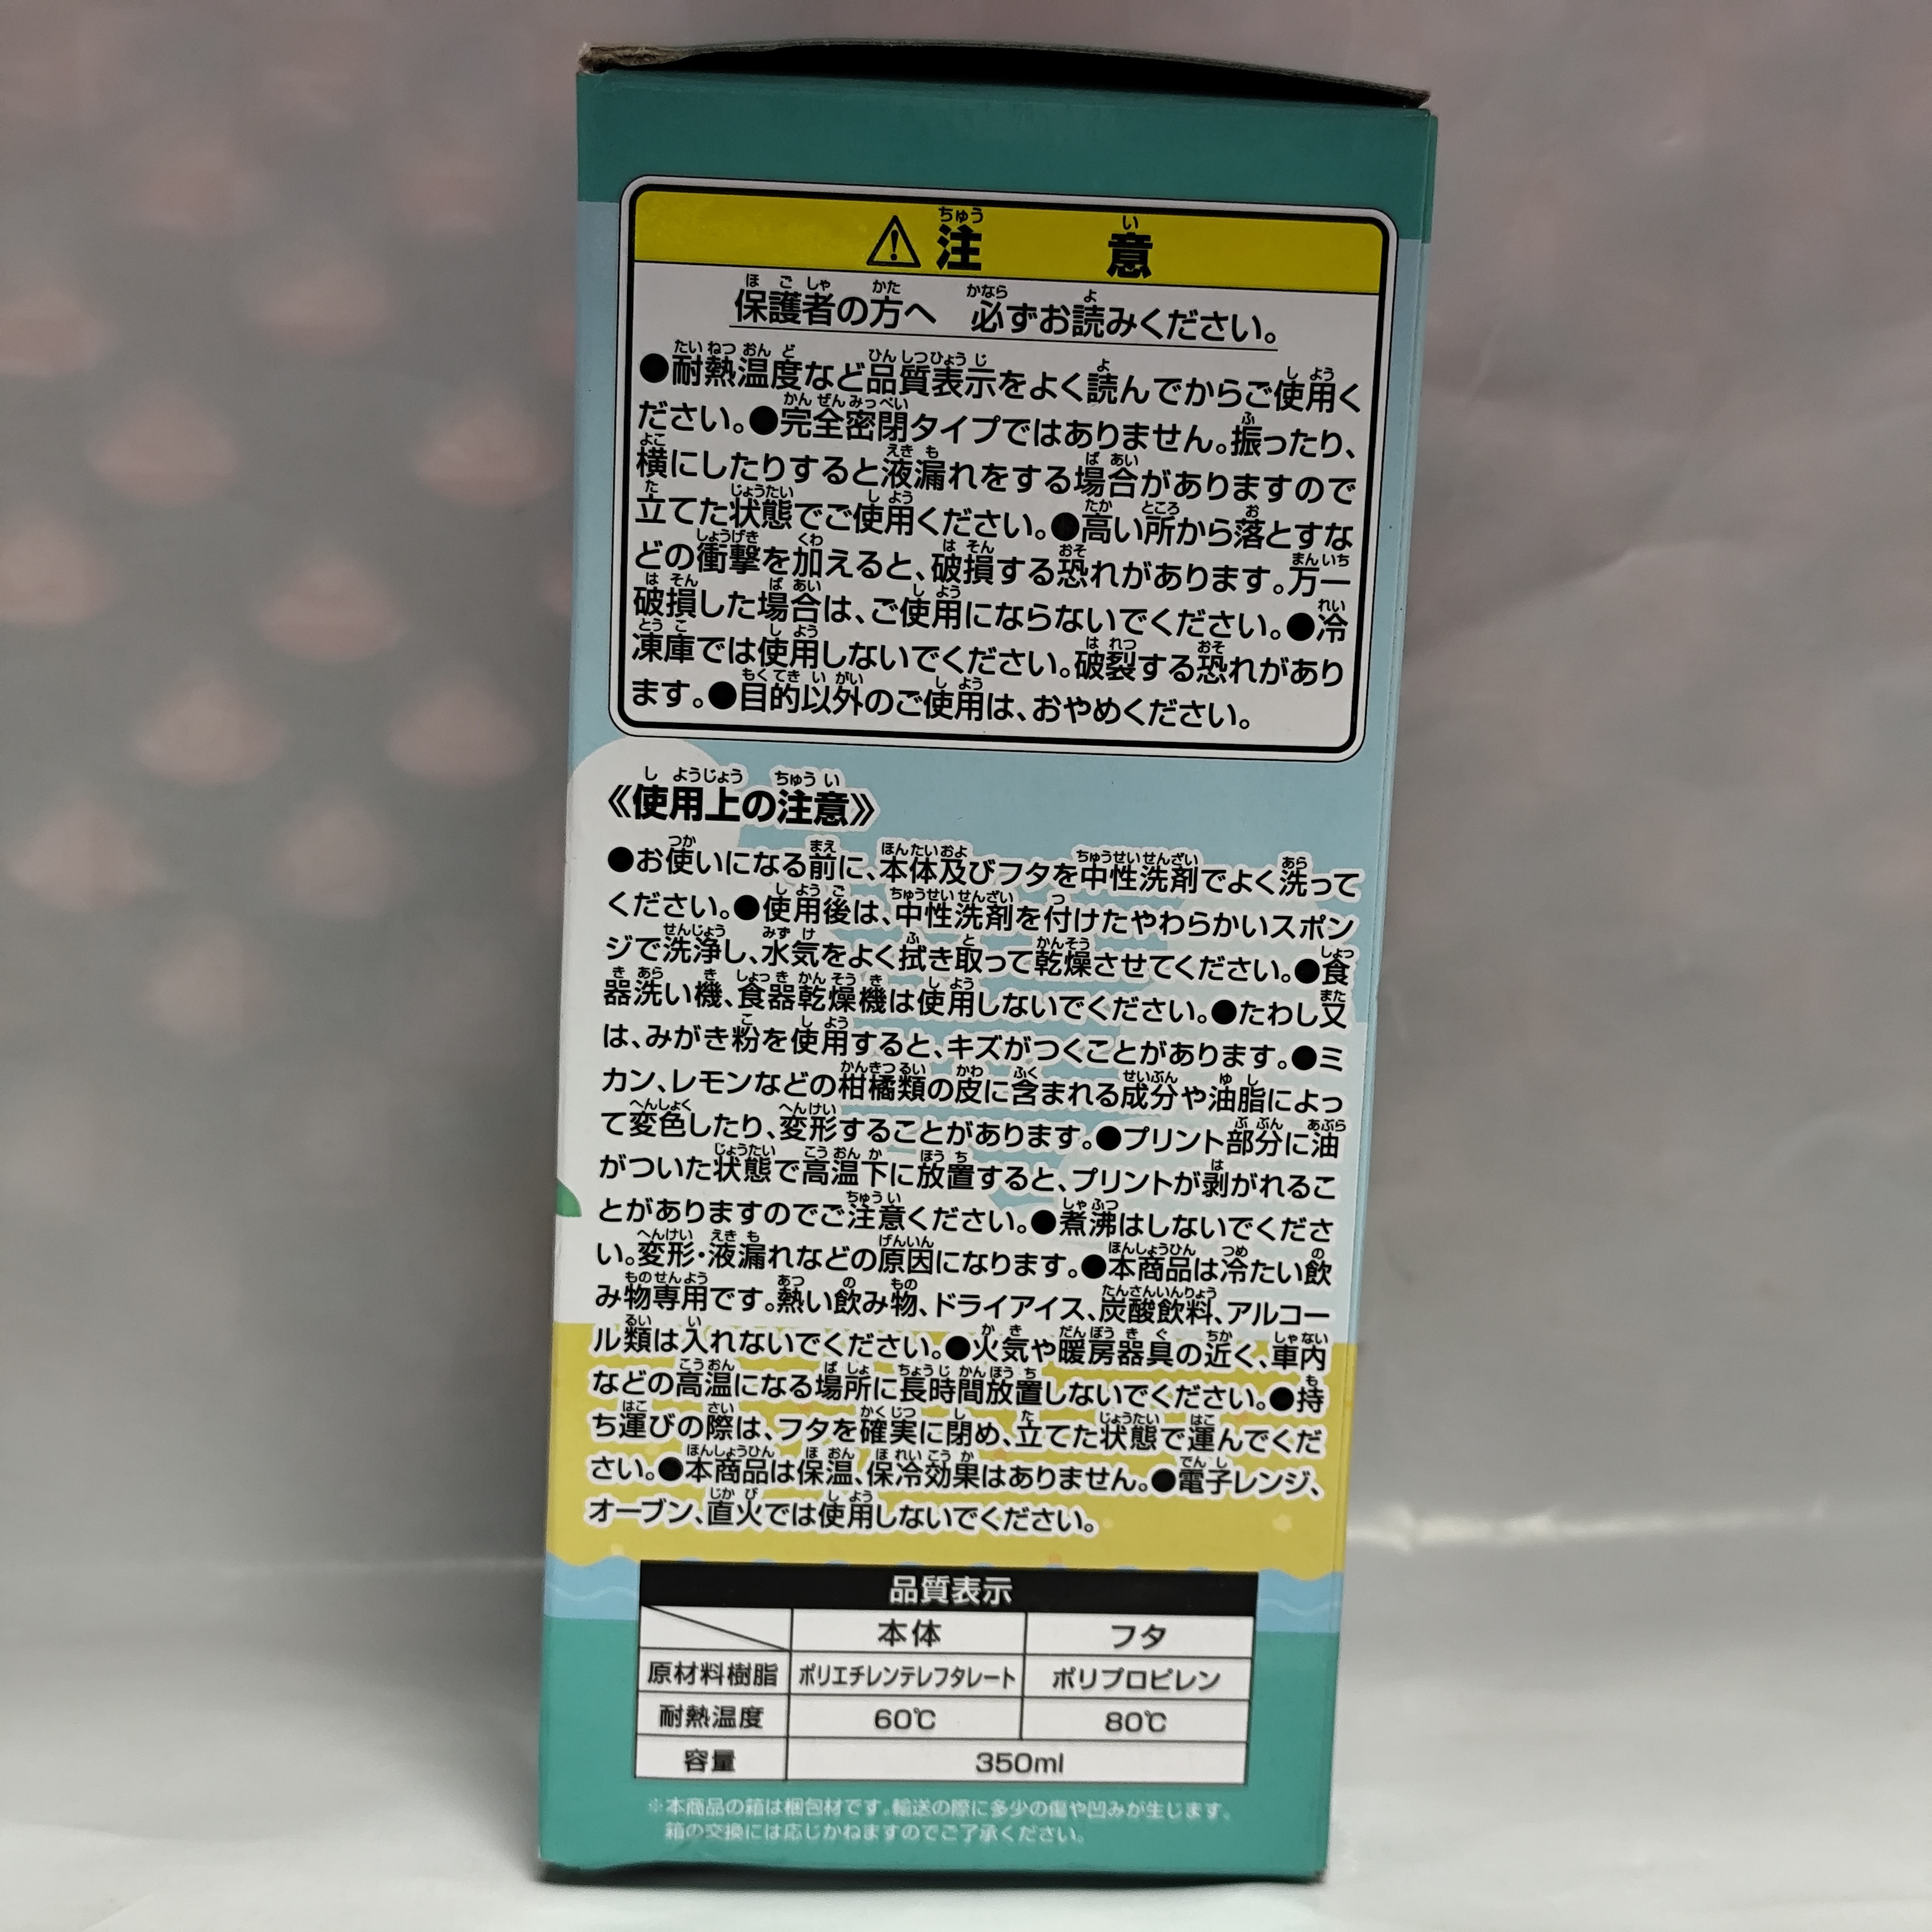 ⚠注意
保護者の方へ 必ずお読みください。
●耐熱温度など品質表示をよく読んでからご使用く
ださい。●完全密閉タイプではありません。振ったり、
横にしたりすると液漏れをする場合がありますので
立てた状態でご使用ください。●高い所から落とすな
どの衝撃を加えると、破損する恐れがあります。万一
破損した場合は、ご使用にならないでください。●冷
凍庫では使用しないでください。破裂する恐れがあり
ます。●目的以外のご使用は、おやめください。
《使用上の注意》
●お使いになる前に、本体及びフタを中性洗剤でよく洗って
ください。●使用後は、中性洗剤を付けたやわらかいスポン
ジで洗浄し、水気をよく拭き取って乾燥させてください。●食
器洗い機、食器乾燥機は使用しないでください。●たわし又
は、みがき粉を使用すると、キズがつくことがあります。●ミ
カン、レモンなどの柑橘類の皮に含まれる成分や油脂によっ
て変色したり、変形することがあります。●プリント部分に油
がついた状態で高温下に放置すると、プリントが剥がれるこ
とがありますのでご注意ください。●煮沸はしないでくださ
い。変形・液漏れなどの原因になります。●本商品は冷たい飲
み物専用です。熱い飲み物、ドライアイス、炭酸飲料、アルコー
ル類は入れないでください。●火気や暖房器具の近く、車内
などの高温になる場所に長時間放置しないでください。●持
ち運びの際は、フタを確実に閉め、立てた状態で運んでくだ
さい。●本商品は保温、保冷効果はありません。●電子レンジ、
オーブン、直火では使用しないでください。
品質表示
本体 フタ
原材料樹脂 ポリエチレンテレフタレート ポリプロピレン
耐熱温度 60℃ 80℃
容量 350ml
※本商品の箱は梱包材です。輸送の際に多少の傷や凹みが生じます。
箱の交換には応じかねますのでご了承ください。